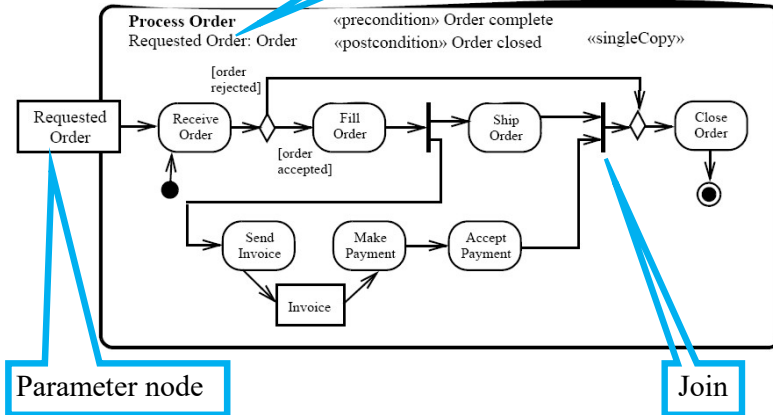 Process Order
«precondition» Order complete
Requested Order: Order
«postcondition» Order closed
«singleCopy»
[order
rejected]
Requested
Order
Receive
Order
Fill
Order
Ship
Order
Close
Order
[order
accepted]
Send
Invoice
Make
Payment
Accept
Payment
Invoice
Parameter node
Join